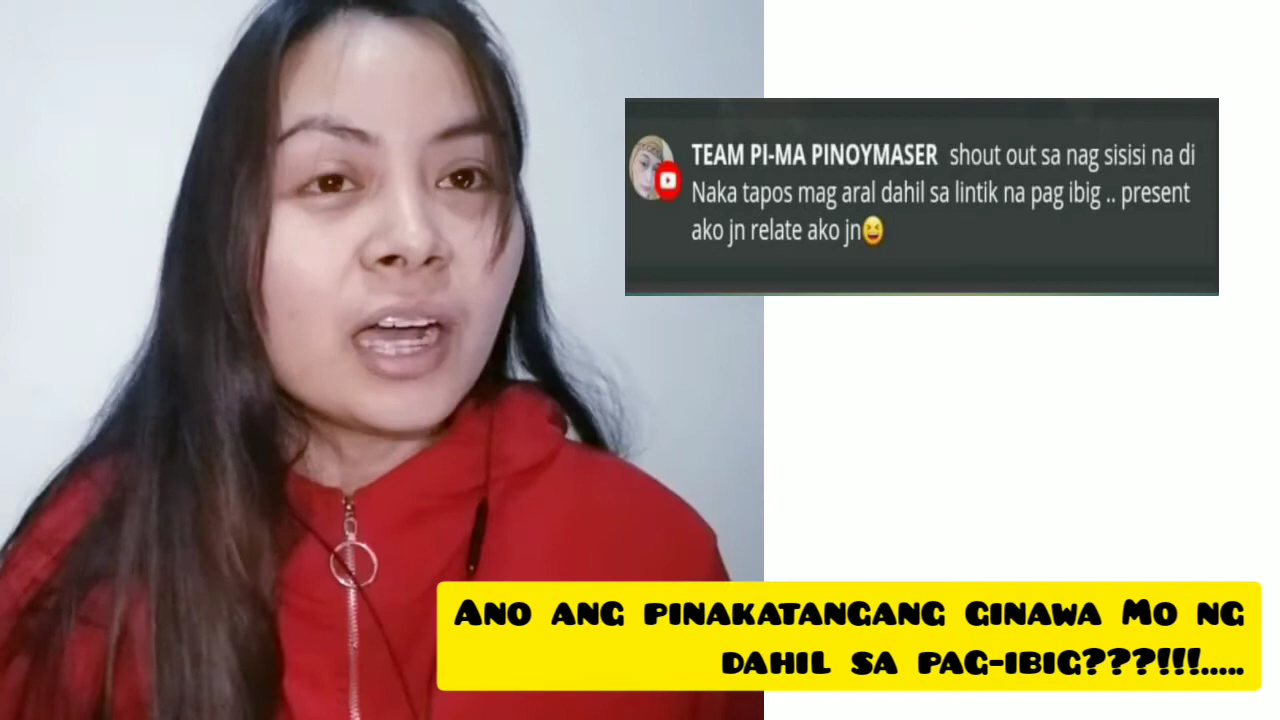 TEAM PI-MA PINOYMASER shout out sa nag sisisi na di
Naka tapos mag aral dahil sa lintik na pag ibig .. present
ako jn relate ako jn😆
Ano ang pinakatangang ginawa Mo ng
dahil sa pag-ibig???!!!.....